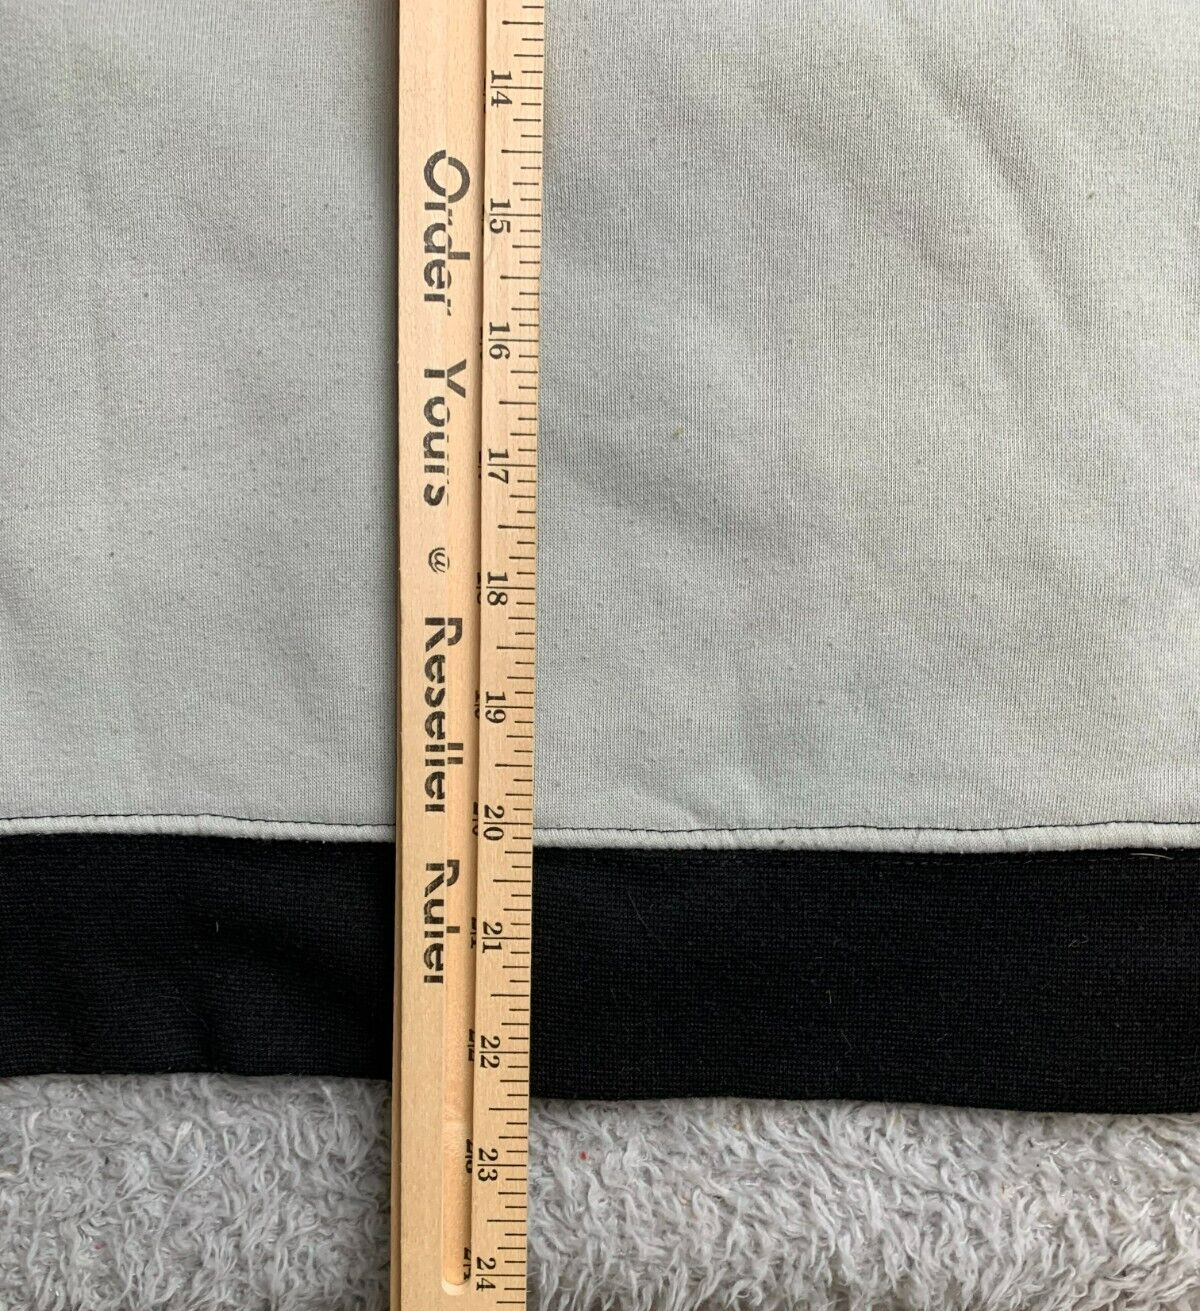 Order Yours @ Reseller Ruler
14 15 16 17 18 19 20 21 22 23 24